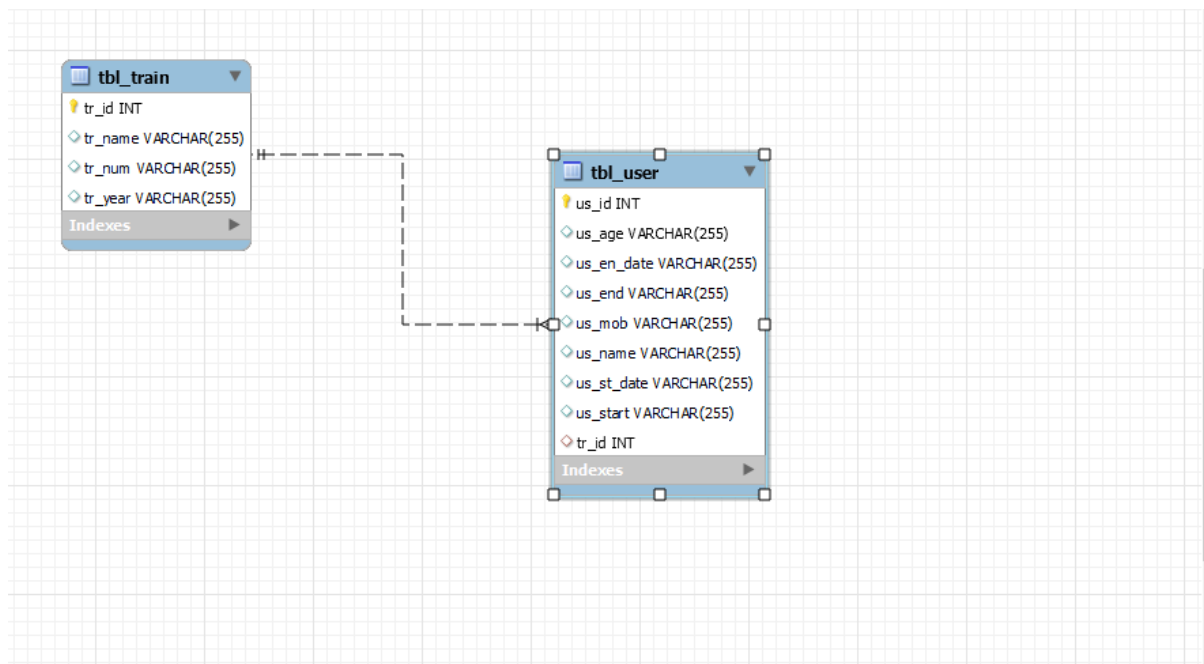 tbl_train
tr_id INT
tr_name VARCHAR(255)
tr_num VARCHAR(255)
tr_year VARCHAR(255)
Indexes
tbl_user
us_id INT
us_age VARCHAR(255)
us_en_date VARCHAR(255)
us_end VARCHAR(255)
us_mob VARCHAR(255)
us_name VARCHAR(255)
us_st_date VARCHAR(255)
us_start VARCHAR(255)
tr_id INT
Indexes